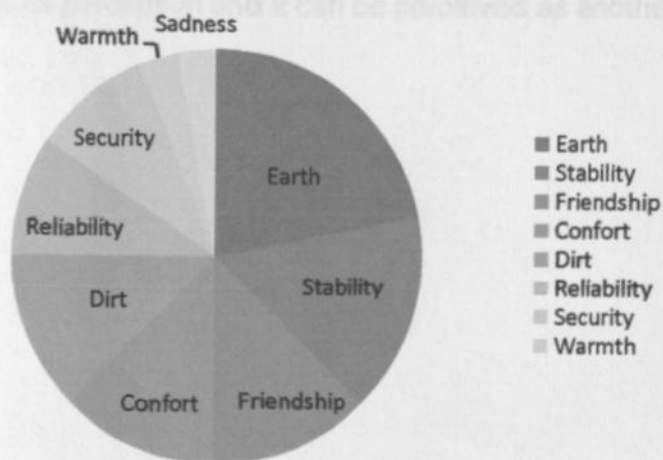 Sadness
Warmth
Security
Earth
Reliability
Stability
Dirt
Confort
Friendship
Earth
Stability
Friendship
Confort
Dirt
Reliability
Security
Warmth